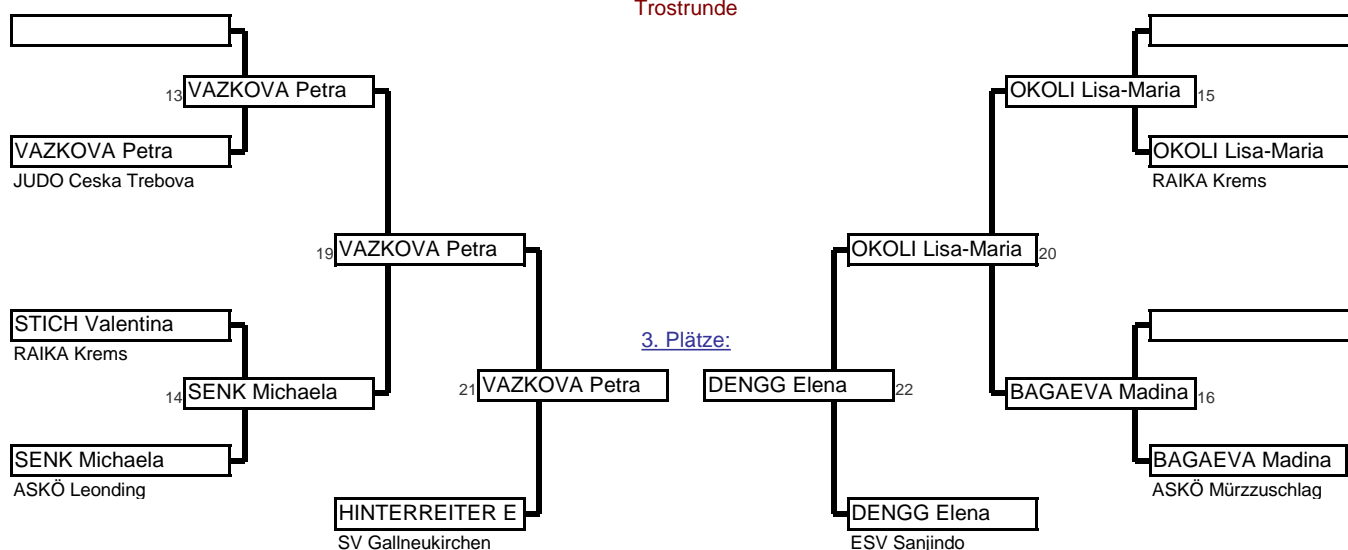 Trostrunde
13 VAZKOVA Petra
OKOLI Lisa-Maria 15
VAZKOVA Petra
JUDO Ceska Trebova
OKOLI Lisa-Maria
RAIKA Krems
19 VAZKOVA Petra
OKOLI Lisa-Maria 20
STICH Valentina
RAIKA Krems
3. Plätze:
14 SENK Michaela
21 VAZKOVA Petra
DENGG Elena 22
BAGAEVA Madina 16
SENK Michaela
ASKÖ Leonding
BAGAEVA Madina
ASKÖ Mürzzuschlag
HINTERREITER E
SV Gallneukirchen
DENGG Elena
ESV Sanjindo